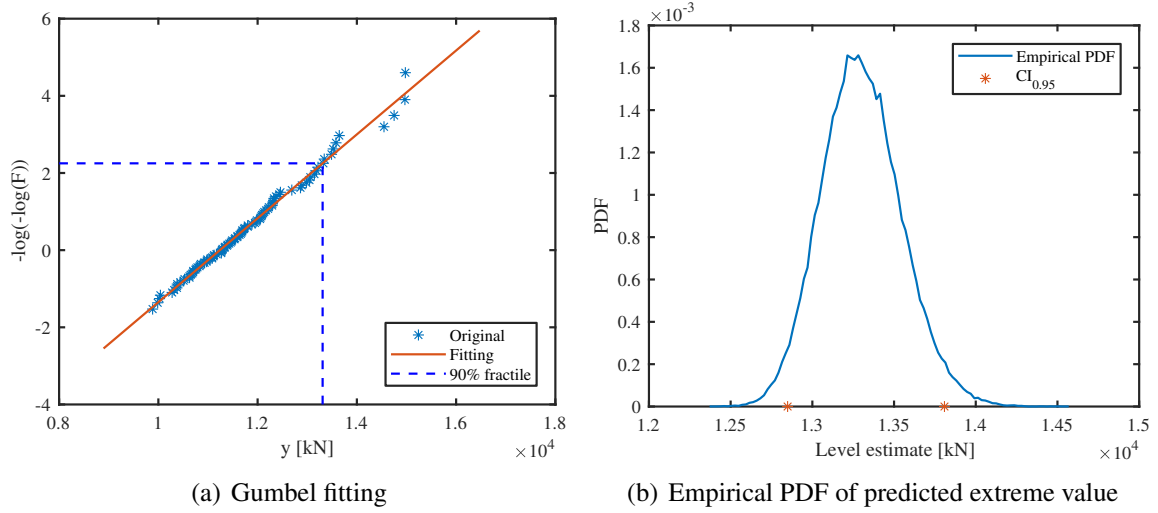 6
4
2
0
-2
-4
-log(-log(F))
Original
Fitting
90% fractile
0.8 1 1.2 1.4 1.6 1.8
y [kN]
×10^4
(a) Gumbel fitting
×10^-3
1.8
1.6
1.4
1.2
1
0.8
0.6
0.4
0.2
0
PDF
Empirical PDF
CI_0.95
1.2 1.25 1.3 1.35 1.4 1.45 1.5
Level estimate [kN]
×10^4
(b) Empirical PDF of predicted extreme value